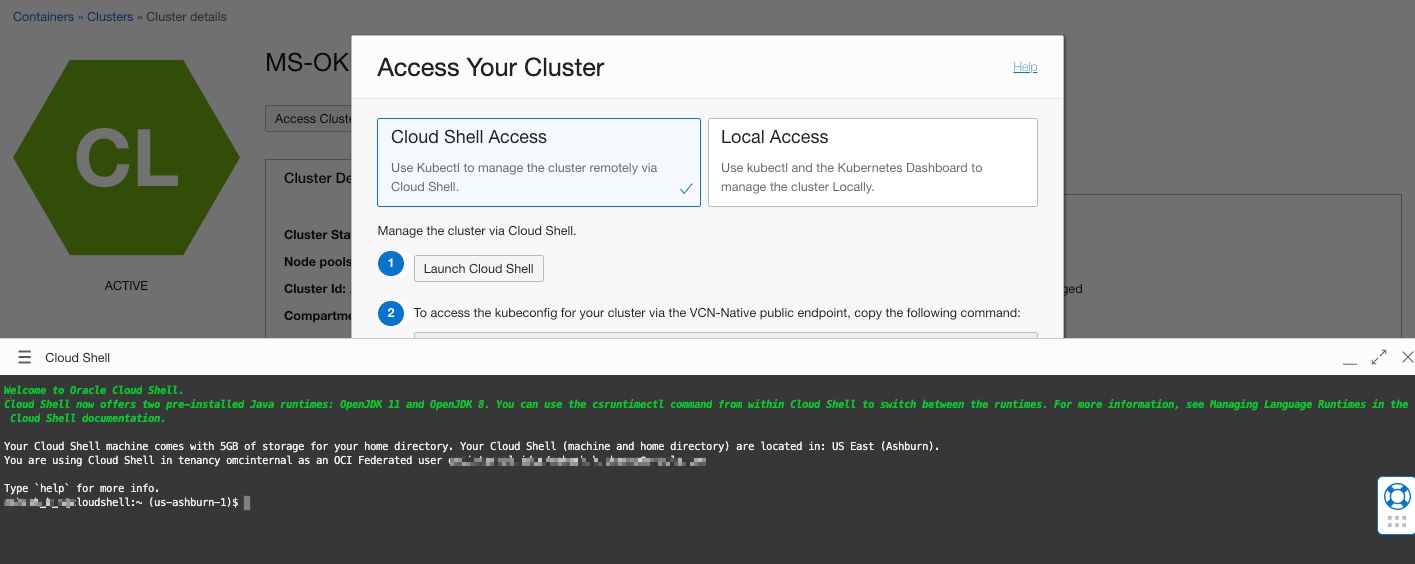 Containers » Clusters » Cluster details
CL
ACTIVE
MS-OK
Access Cluste
Cluster De
Cluster Sta
Node pools
Cluster Id:
Compartme
ged
Access Your Cluster
Help
Cloud Shell Access
Use Kubectl to manage the cluster remotely via
Cloud Shell.
Local Access
Use kubectl and the Kubernetes Dashboard to
manage the cluster Locally.
Manage the cluster via Cloud Shell.
1 Launch Cloud Shell
2 To access the kubeconfig for your cluster via the VCN-Native public endpoint, copy the following command:
Cloud Shell
Welcome to Oracle Cloud Shell.
Cloud Shell now offers two pre-installed Java runtimes: OpenJDK 11 and OpenJDK 8. You can use the csruntimectl command from within Cloud Shell to switch between the runtimes. For more information, see Managing Language Runtimes in the
Cloud Shell documentation.
Your Cloud Shell machine comes with 5GB of storage for your home directory. Your Cloud Shell (machine and home directory) are located in: US East (Ashburn).
You are using Cloud Shell in tenancy omcinternal as an OCI Federated user
Type `help` for more info.
loudshell:~ (us-ashburn-1)$